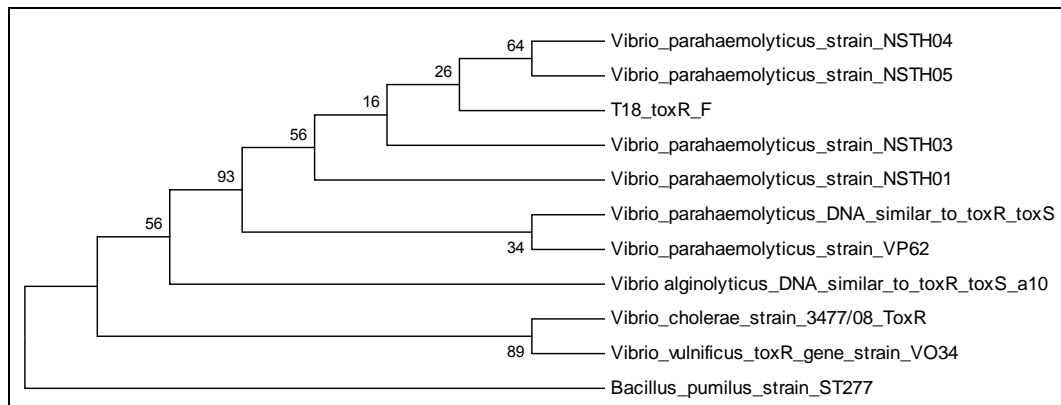 64
Vibrio_parahaemolyticus_strain_NSTH04
Vibrio_parahaemolyticus_strain_NSTH05
26
T18_toxR_F
16
Vibrio_parahaemolyticus_strain_NSTH03
56
Vibrio_parahaemolyticus_strain_NSTH01
93
Vibrio_parahaemolyticus_DNA_similar_to_toxR_toxS
34
Vibrio_parahaemolyticus_strain_VP62
56
Vibrio alginolyticus_DNA_similar_to_toxR_toxS_a10
Vibrio_cholerae_strain_3477/08_ToxR
89
Vibrio_vulnificus_toxR_gene_strain_VO34
Bacillus_pumilus_strain_ST277